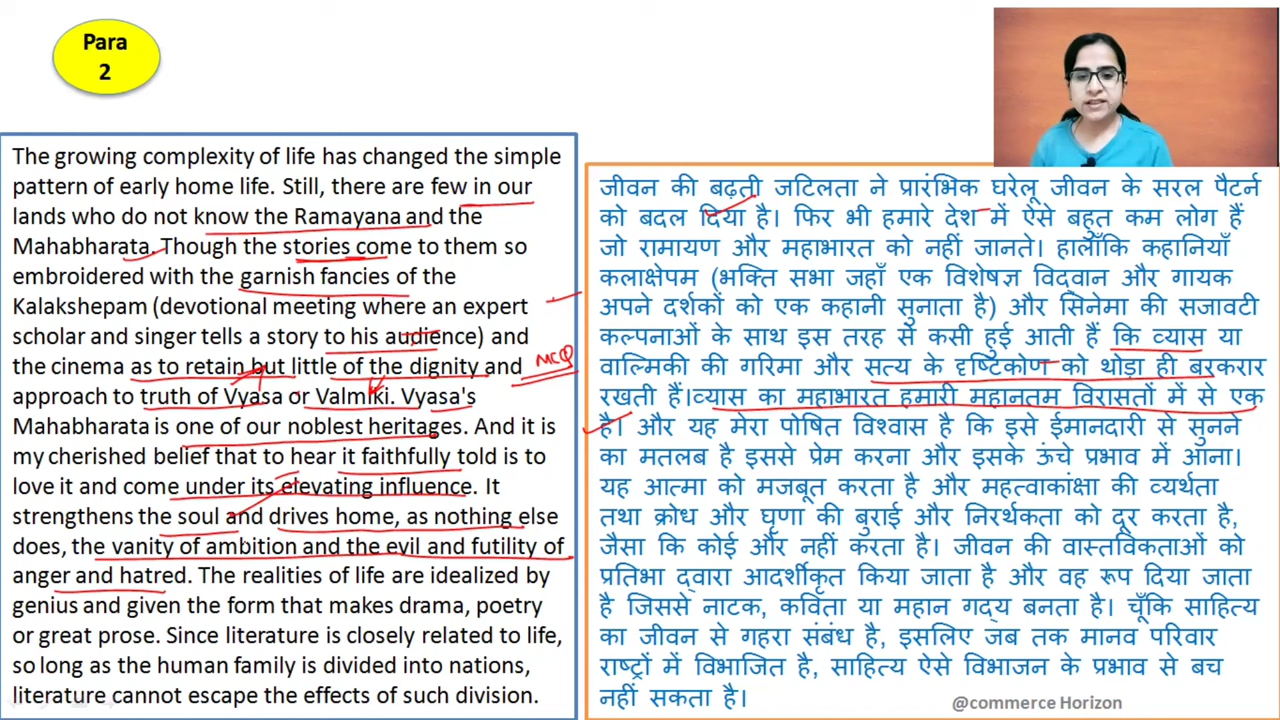 Para
2
The growing complexity of life has changed the simple
pattern of early home life. Still, there are few in our
lands who do not know the Ramayana and the
Mahabharata. Though the stories come to them so
embroidered with the garnish fancies of the
Kalakshepam (devotional meeting where an expert
scholar and singer tells a story to his audience) and
the cinema as to retain but little of the dignity and
approach to truth of Vyasa or Valmiki. Vyasa's
Mahabharata is one of our noblest heritages. And it is
my cherished belief that to hear it faithfully told is to
love it and come under its elevating influence. It
strengthens the soul and drives home, as nothing else
does, the vanity of ambition and the evil and futility of
anger and hatred. The realities of life are idealized by
genius and given the form that makes drama, poetry
or great prose. Since literature is closely related to life,
so long as the human family is divided into nations,
literature cannot escape the effects of such division.
MCQ
जीवन की बढ़ती जटिलता ने प्रारंभिक घरेलू जीवन के सरल पैटर्न
को बदल दिया है। फिर भी हमारे देश में ऐसे बहुत कम लोग हैं
जो रामायण और महाभारत को नहीं जानते। हालाँकि कहानियाँ
कलाक्षेपम (भक्ति सभा जहाँ एक विशेषज्ञ विद्वान और गायक
अपने दर्शकों को एक कहानी सुनाता है) और सिनेमा की सजावटी
कल्पनाओं के साथ इस तरह से कसी हुई आती हैं कि व्यास या
वाल्मिकी की गरिमा और सत्य के दृष्टिकोण को थोड़ा ही बरकरार
रखती हैं।व्यास का महाभारत हमारी महानतम विरासतों में से एक
है। और यह मेरा पोषित विश्वास है कि इसे ईमानदारी से सुनने
का मतलब है इससे प्रेम करना और इसके ऊंचे प्रभाव में आना।
यह आत्मा को मजबूत करता है और महत्वाकांक्षा की व्यर्थता
तथा क्रोध और घृणा की बुराई और निरर्थकता को दूर करता है,
जैसा कि कोई और नहीं करता है। जीवन की वास्तविकताओं को
प्रतिभा द्वारा आदर्शीकृत किया जाता है और वह रूप दिया जाता
है जिससे नाटक, कविता या महान गद्य बनता है। चूँकि साहित्य
का जीवन से गहरा संबंध है, इसलिए जब तक मानव परिवार
राष्ट्रों में विभाजित है, साहित्य ऐसे विभाजन के प्रभाव से बच
नहीं सकता है।
@commerce Horizon